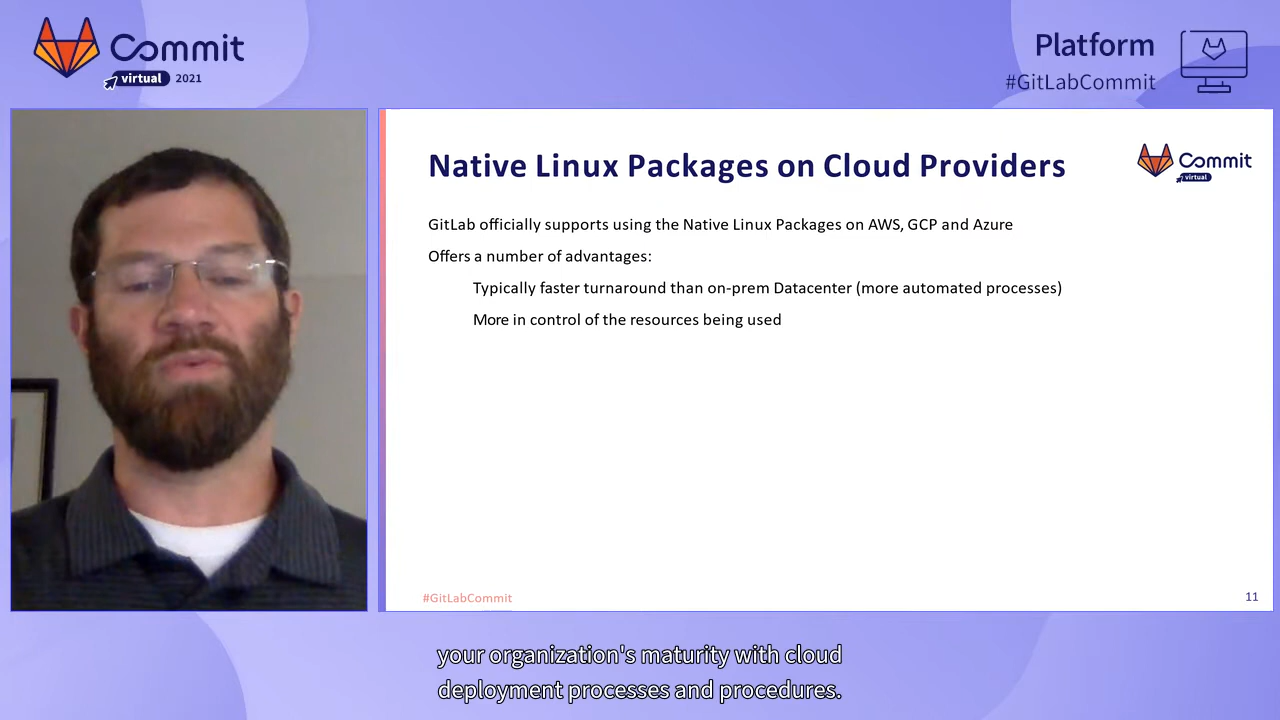 Commit
virtual 2021
Platform
#GitLabCommit
Native Linux Packages on Cloud Providers
Commit
virtual
GitLab officially supports using the Native Linux Packages on AWS, GCP and Azure
Offers a number of advantages:
Typically faster turnaround than on-prem Datacenter (more automated processes)
More in control of the resources being used
#GitLabCommit
11
your organization's maturity with cloud
deployment processes and procedures.